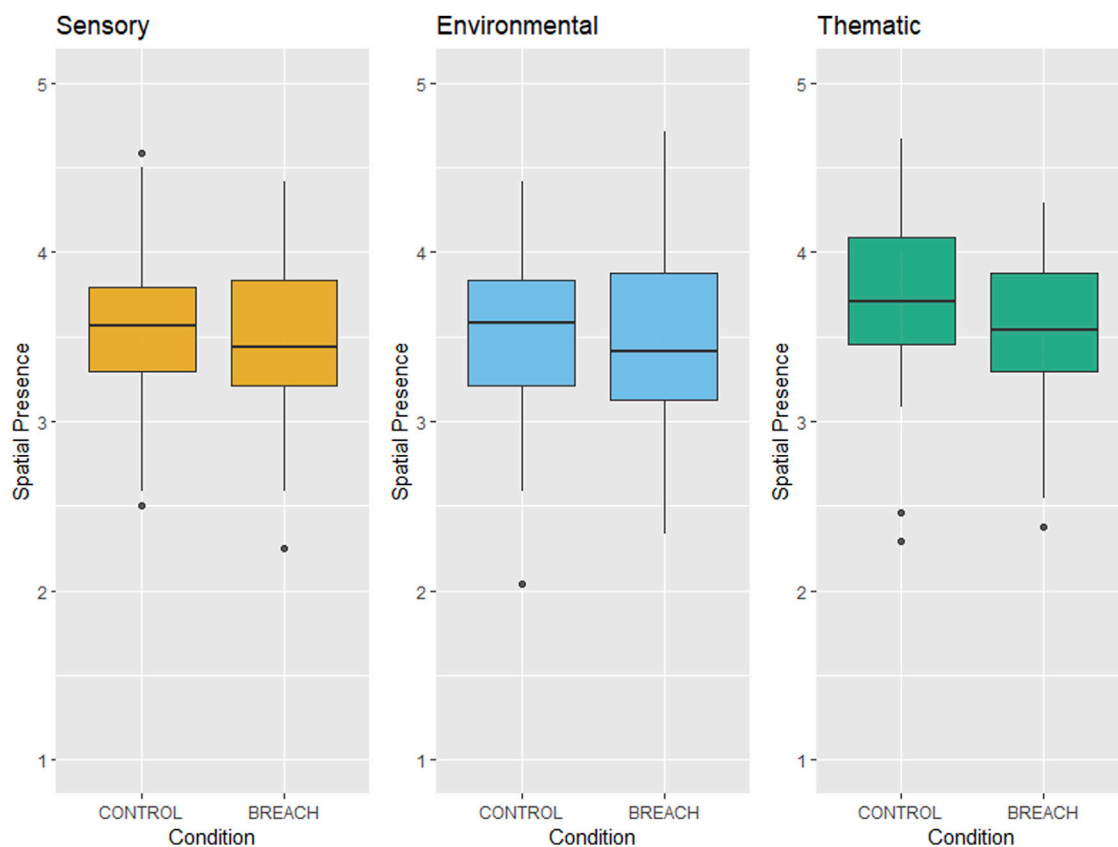 Sensory
Spatial Presence
5
4
3
2
1
CONTROL BREACH
Condition
Environmental
Spatial Presence
5
4
3
2
1
CONTROL BREACH
Condition
Thematic
Spatial Presence
5
4
3
2
1
CONTROL BREACH
Condition